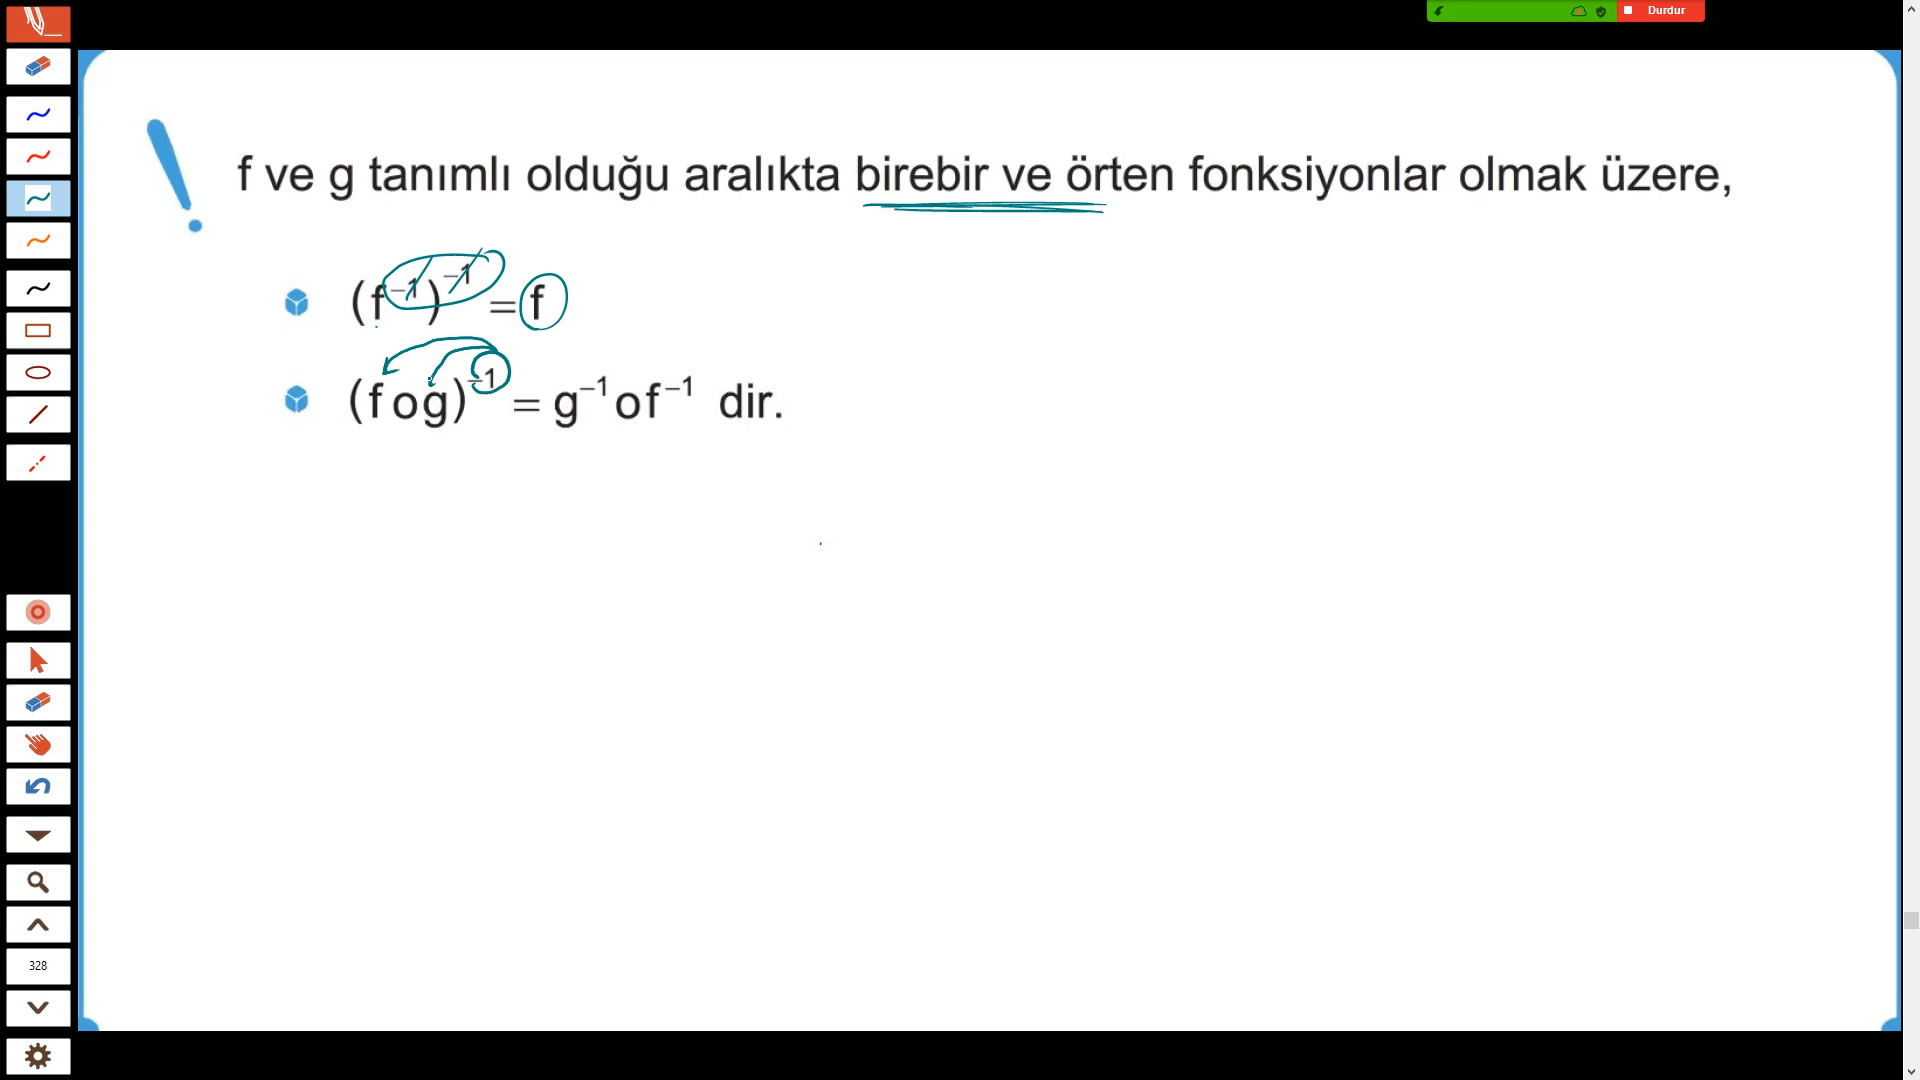 Durdur
f ve g tanımlı olduğu aralıkta birebir ve örten fonksiyonlar olmak üzere,
(f⁻¹)⁻¹ = f
(fog)⁻¹ = g⁻¹of⁻¹ dir.
328